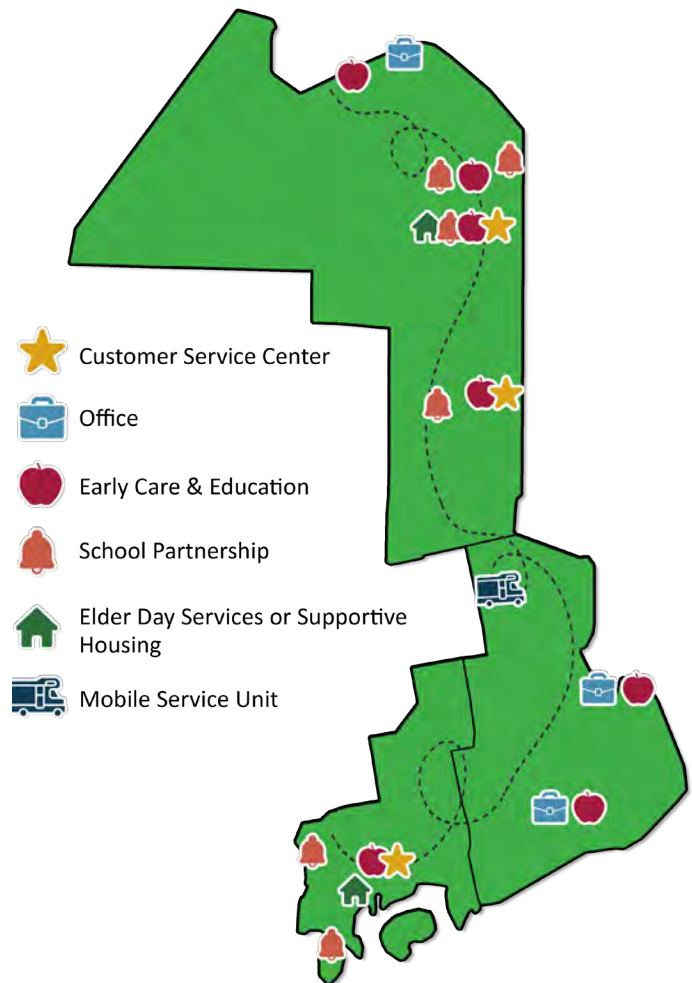 Customer Service Center
Office
Early Care & Education
School Partnership
Elder Day Services or Supportive
Housing
Mobile Service Unit